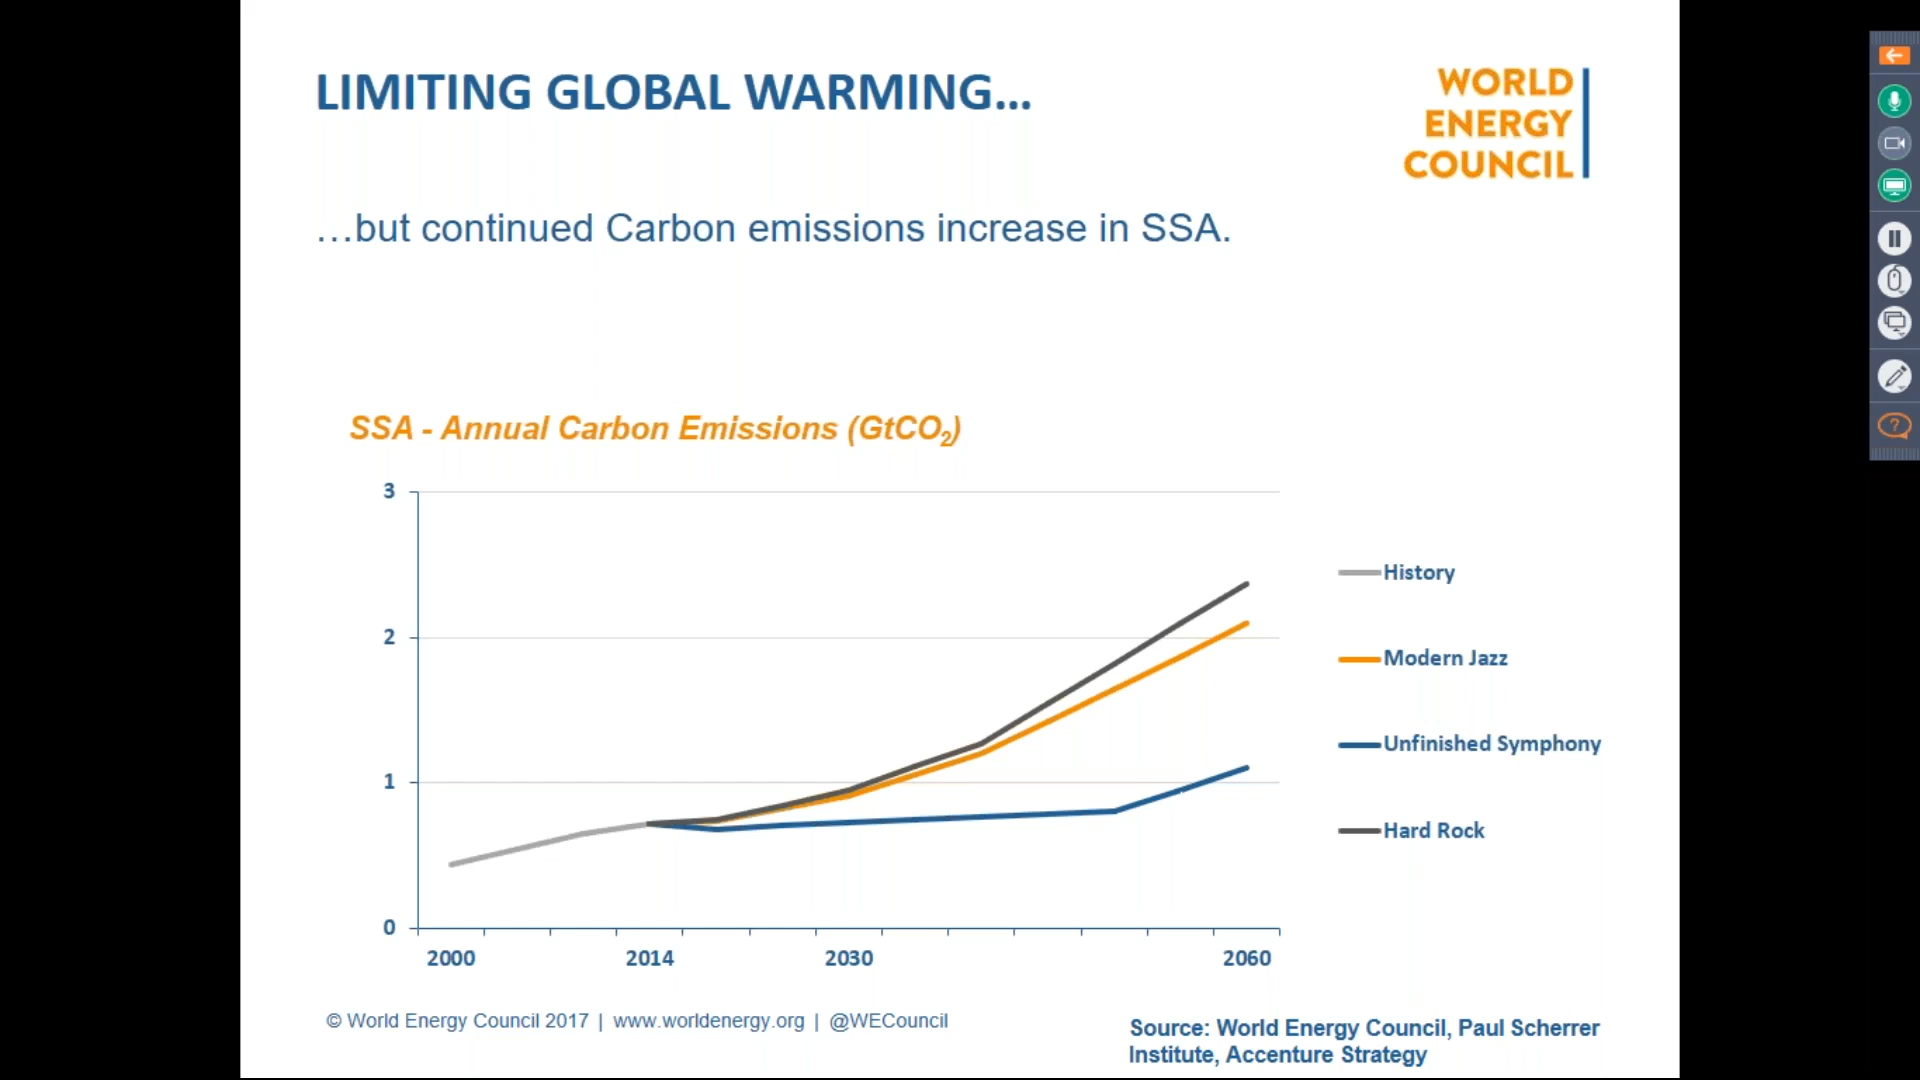 LIMITING GLOBAL WARMING...
WORLD
ENERGY
COUNCIL
...but continued Carbon emissions increase in SSA.
SSA - Annual Carbon Emissions (GtCO₂)
3
2
1
0
2000 2014 2030 2060
History
Modern Jazz
Unfinished Symphony
Hard Rock
© World Energy Council 2017 | www.worldenergy.org | @WECouncil
Source: World Energy Council, Paul Scherrer
Institute, Accenture Strategy
?